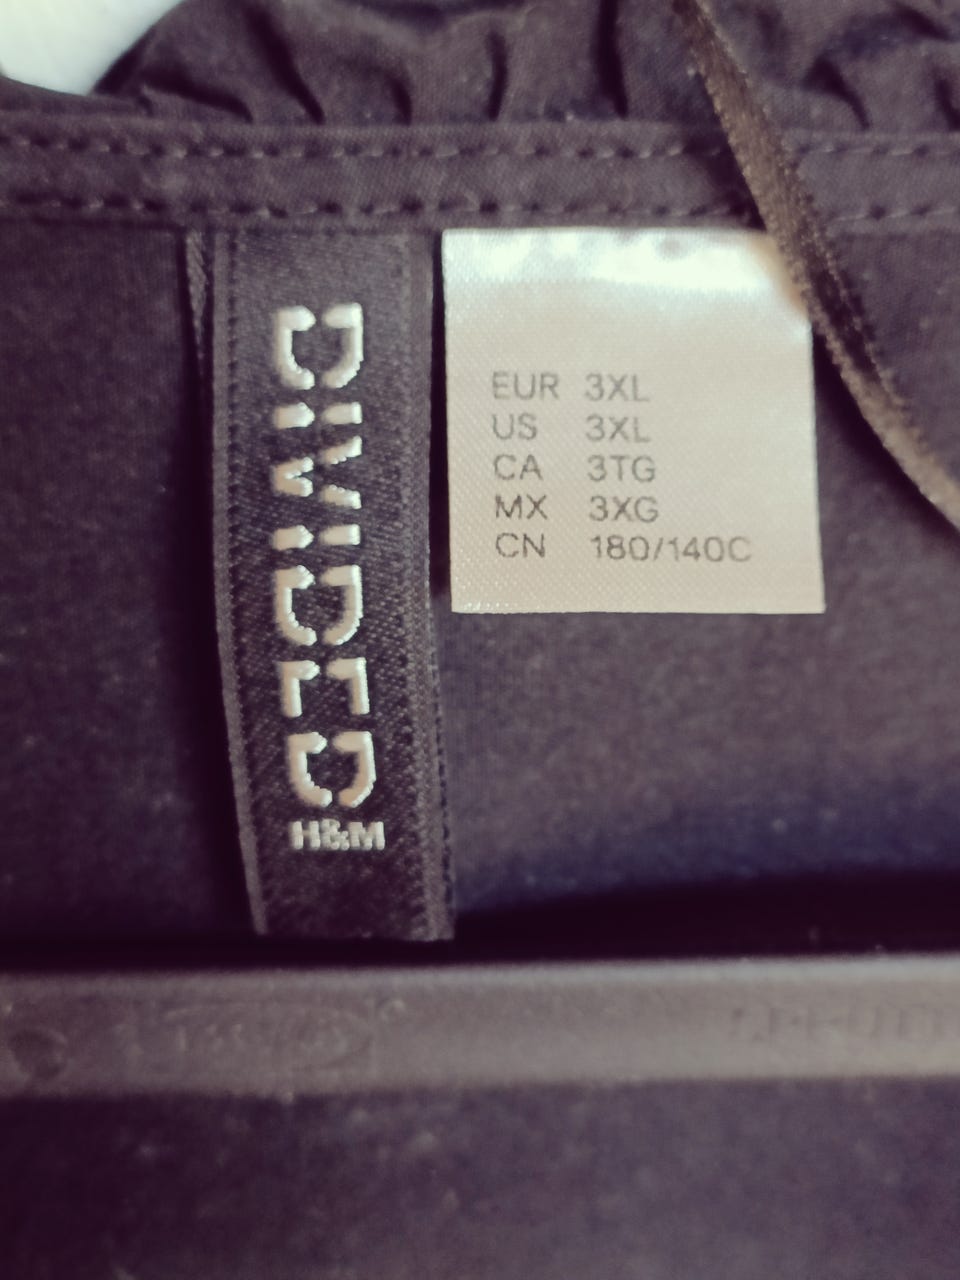 DIVIDED
H&M
EUR 3XL
US 3XL
CA 3TG
MX 3XG
CN 180/140C